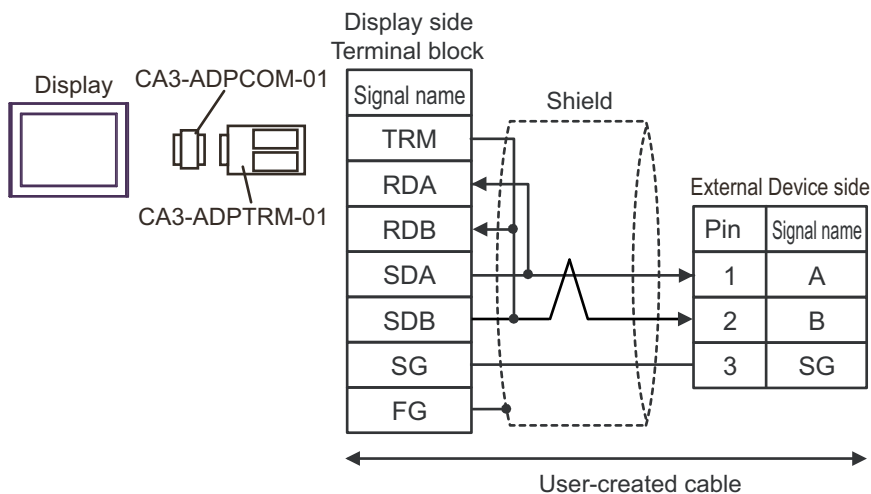 Display side
Terminal block
Display
CA3-ADPCOM-01
CA3-ADPTRM-01
Signal name
TRM
RDA
RDB
SDA
SDB
SG
FG
Shield
External Device side
Pin Signal name
1 A
2 B
3 SG
User-created cable